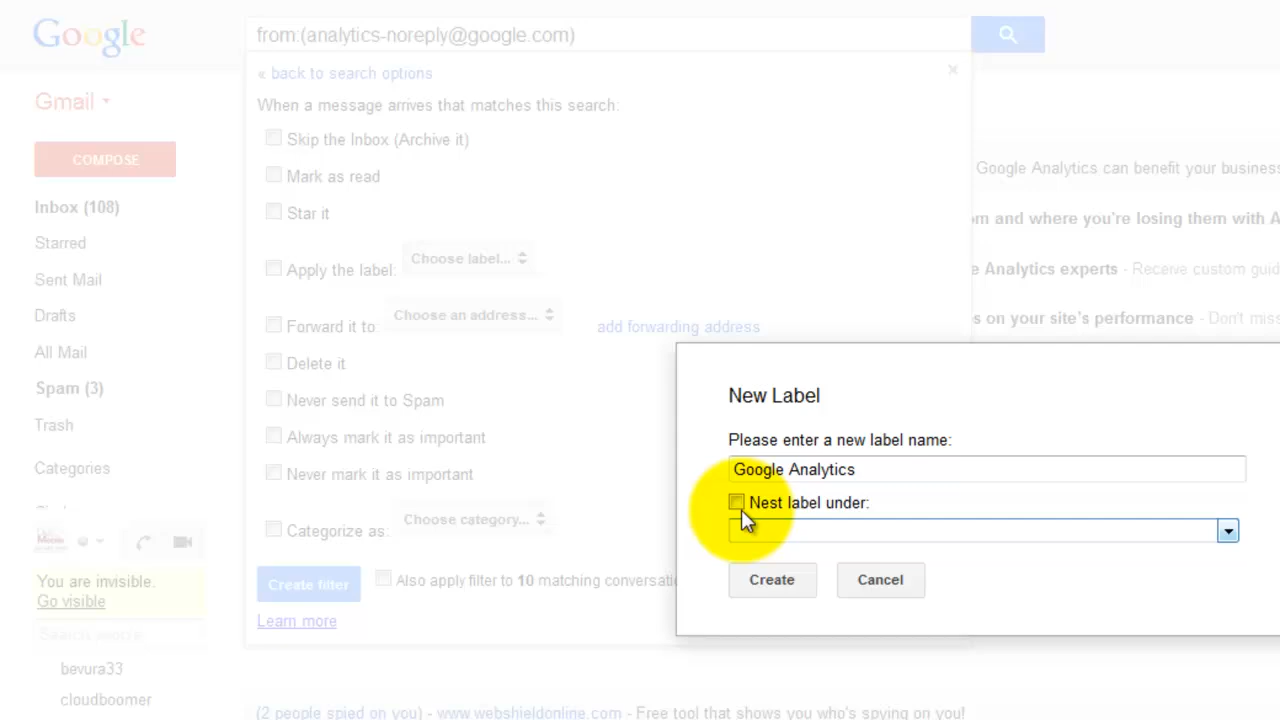 Google
from:(analytics-noreply@google.com)
« back to search options
×
When a message arrives that matches this search:
Gmail
COMPOSE
Skip the Inbox (Archive it)
Mark as read
Star it
Apply the label: Choose label...
Forward it to: Choose an address... add forwarding address
Delete it
Never send it to Spam
Always mark it as important
Never mark it as important
Categorize as: Choose category...
Create filter Also apply filter to 10 matching
Learn more
Inbox (108)
Starred
Sent Mail
Drafts
All Mail
Spam (3)
Trash
Categories
You are invisible.
Go visible
Search people...
bevura33
cloudboomer
Google Analytics can benefit your business
and where you're losing them with
Analytics experts - Receive custom
on your site's performance - Don't
New Label
Please enter a new label name:
Google Analytics
Nest label under:
Create Cancel
(2 people spied on you) - www.webshieldonline.com - Free tool that shows you who's spying on you!